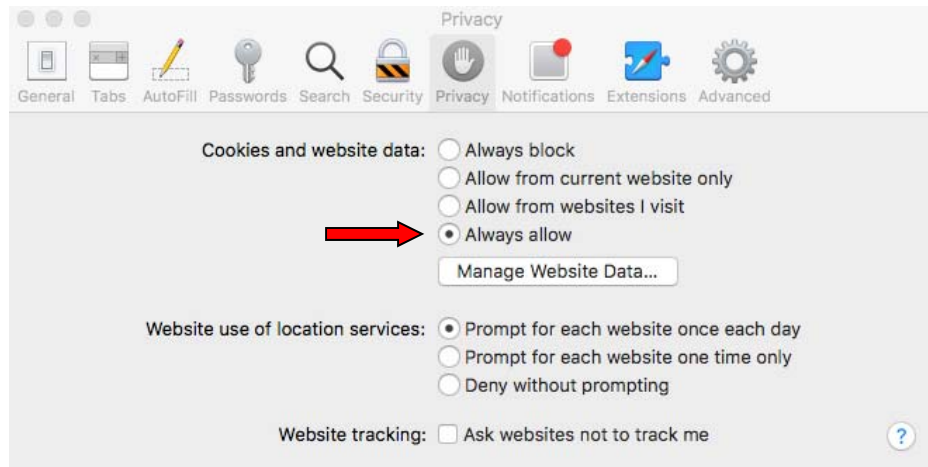 Privacy
General Tabs AutoFill Passwords Search Security Privacy Notifications Extensions Advanced
Cookies and website data: Always block
Allow from current website only
Allow from websites I visit
Always allow
Manage Website Data...
Website use of location services: Prompt for each website once each day
Prompt for each website one time only
Deny without prompting
Website tracking: Ask websites not to track me ?